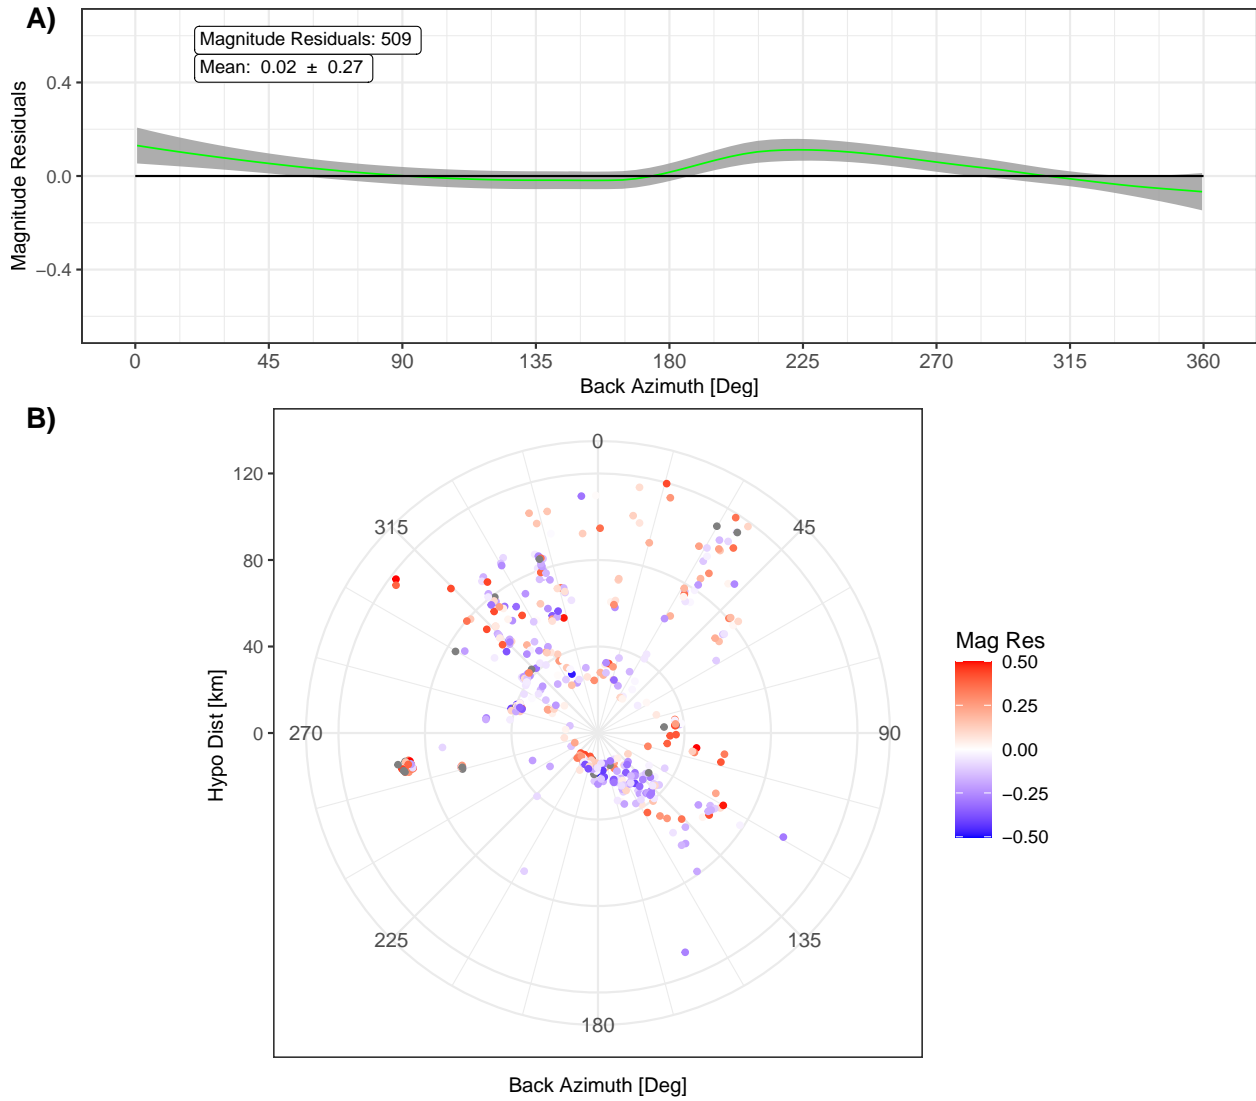 A)
Magnitude Residuals: 509
Mean:  0.02  ±  0.27
Magnitude Residuals
0.4
0.0
−0.4
0 45 90 135 180 225 270 315 360
Back Azimuth [Deg]
B)
Hypo Dist [km]
120
80
40
0
0
45
90
135
180
225
270
315
Back Azimuth [Deg]
Mag Res
0.50
0.25
0.00
−0.25
−0.50